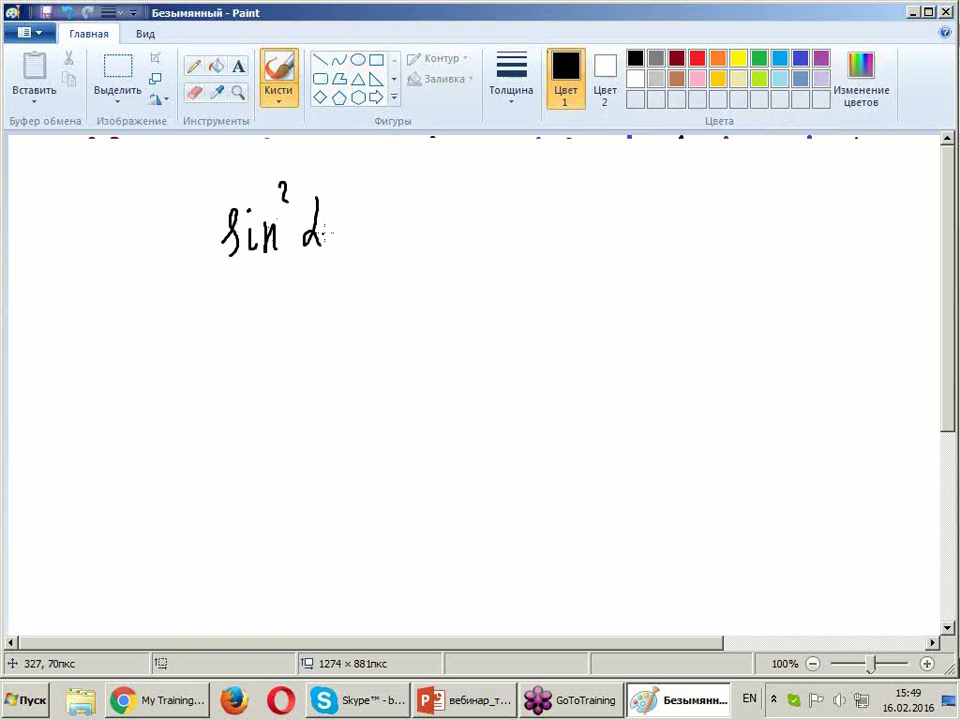 Безымянный - Paint
Главная Вид
Вставить
Выделить
Кисти
Контур
Заливка
Толщина
Цвет 1
Цвет 2
Изменение цветов
Буфер обмена Изображение Инструменты Фигуры Цвета
sin² α
327, 70пкс 1274 × 881пкс 100%
Пуск My Training... Skype™ - b... вебинар_т... GoToTraining Безымянн... EN 15:49
16.02.2016